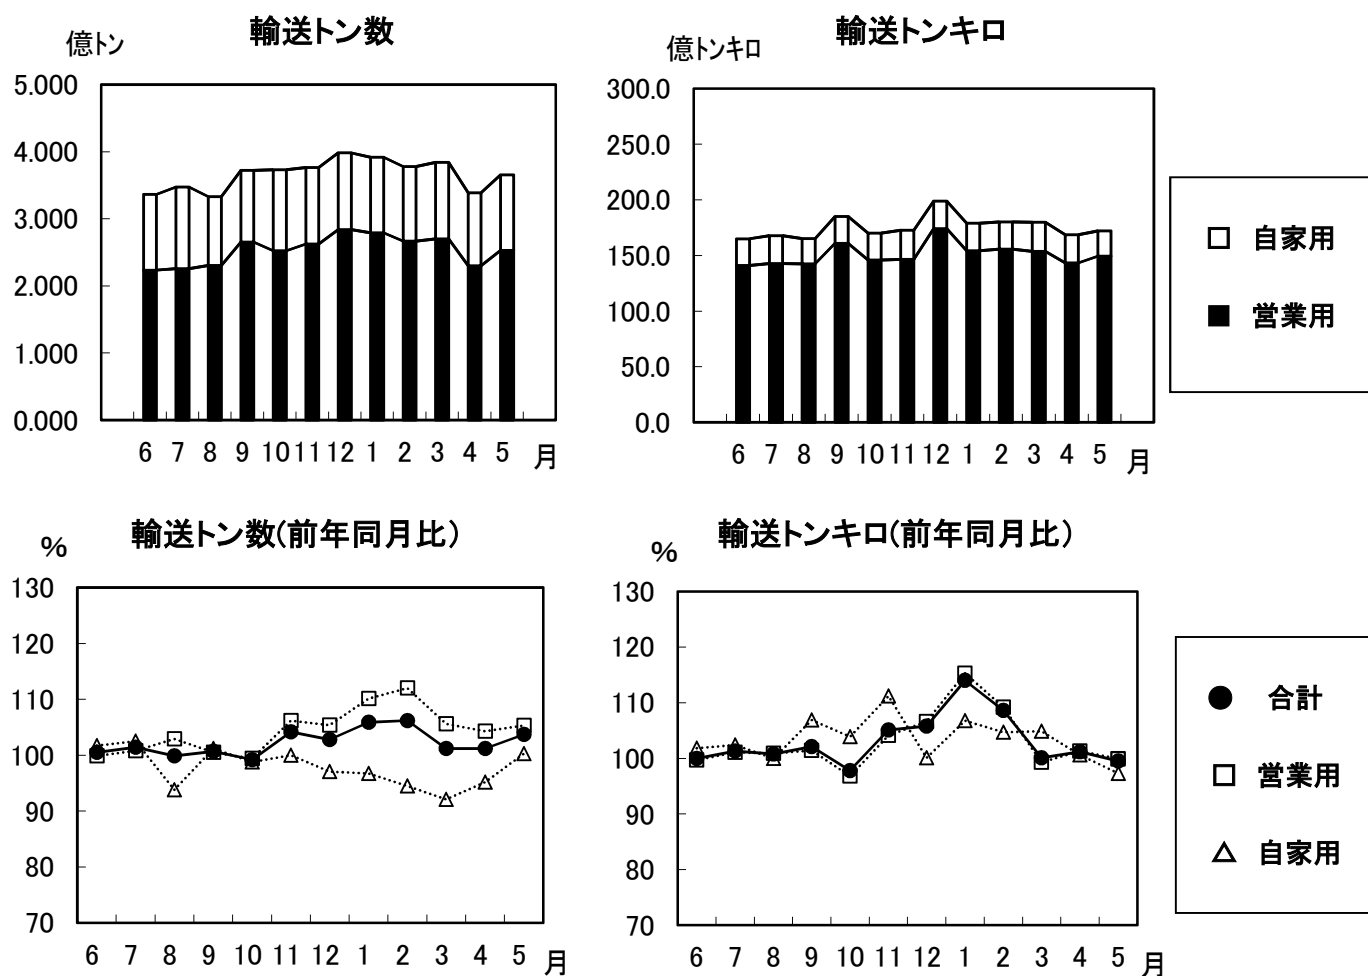 輸送トン数
億トン
5.000
4.000
3.000
2.000
1.000
0.000
6 7 8 9 10 11 12 1 2 3 4 5 月
輸送トンキロ
億トンキロ
300.0
250.0
200.0
150.0
100.0
50.0
0.0
6 7 8 9 10 11 12 1 2 3 4 5 月
自家用
営業用
輸送トン数(前年同月比)
%
130
120
110
100
90
80
70
6 7 8 9 10 11 12 1 2 3 4 5 月
輸送トンキロ(前年同月比)
%
130
120
110
100
90
80
70
6 7 8 9 10 11 12 1 2 3 4 5 月
合計
営業用
自家用